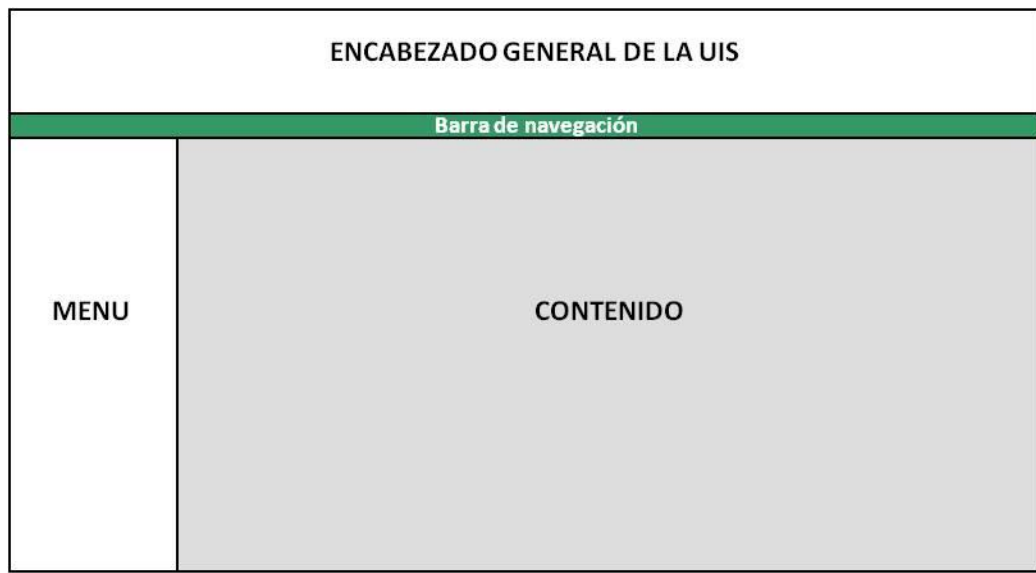 ENCABEZADO GENERAL DE LA UIS
Barra de navegación
MENU
CONTENIDO